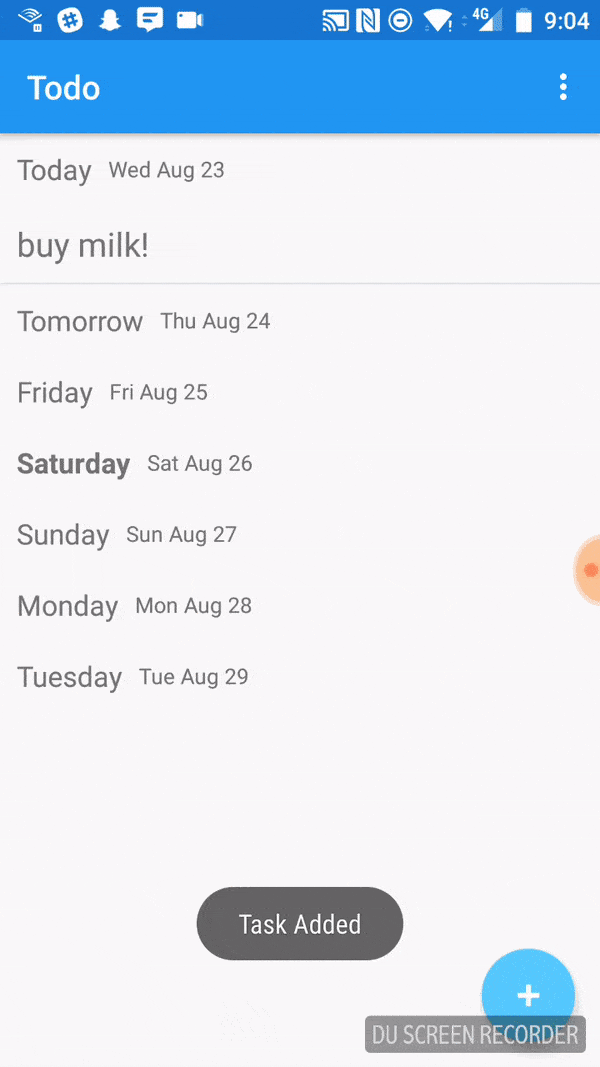 4G 9:04
Todo
Today Wed Aug 23
buy milk!
Tomorrow Thu Aug 24
Friday Fri Aug 25
Saturday Sat Aug 26
Sunday Sun Aug 27
Monday Mon Aug 28
Tuesday Tue Aug 29
Task Added
+
DU SCREEN RECORDER